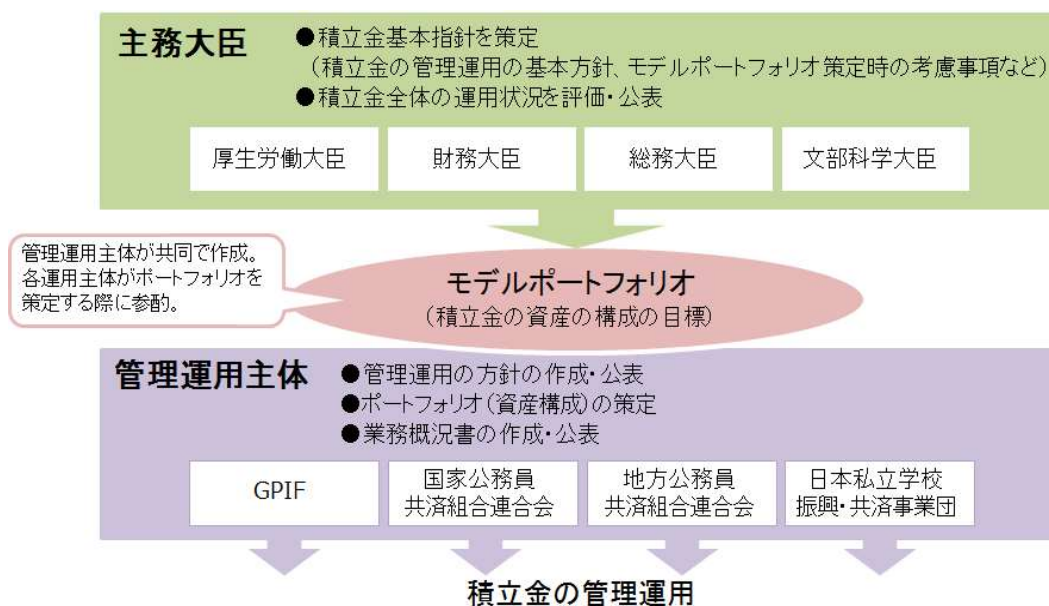 主務大臣
●積立金基本指針を策定
（積立金の管理運用の基本方針、モデルポートフォリオ策定時の考慮事項など）
●積立金全体の運用状況を評価・公表
厚生労働大臣
財務大臣
総務大臣
文部科学大臣
管理運用主体が共同で作成。
各運用主体がポートフォリオを
策定する際に参酌。
モデルポートフォリオ
（積立金の資産の構成の目標）
管理運用主体
●管理運用の方針の作成・公表
●ポートフォリオ（資産構成）の策定
●業務概況書の作成・公表
GPIF
国家公務員
共済組合連合会
地方公務員
共済組合連合会
日本私立学校
振興・共済事業団
積立金の管理運用